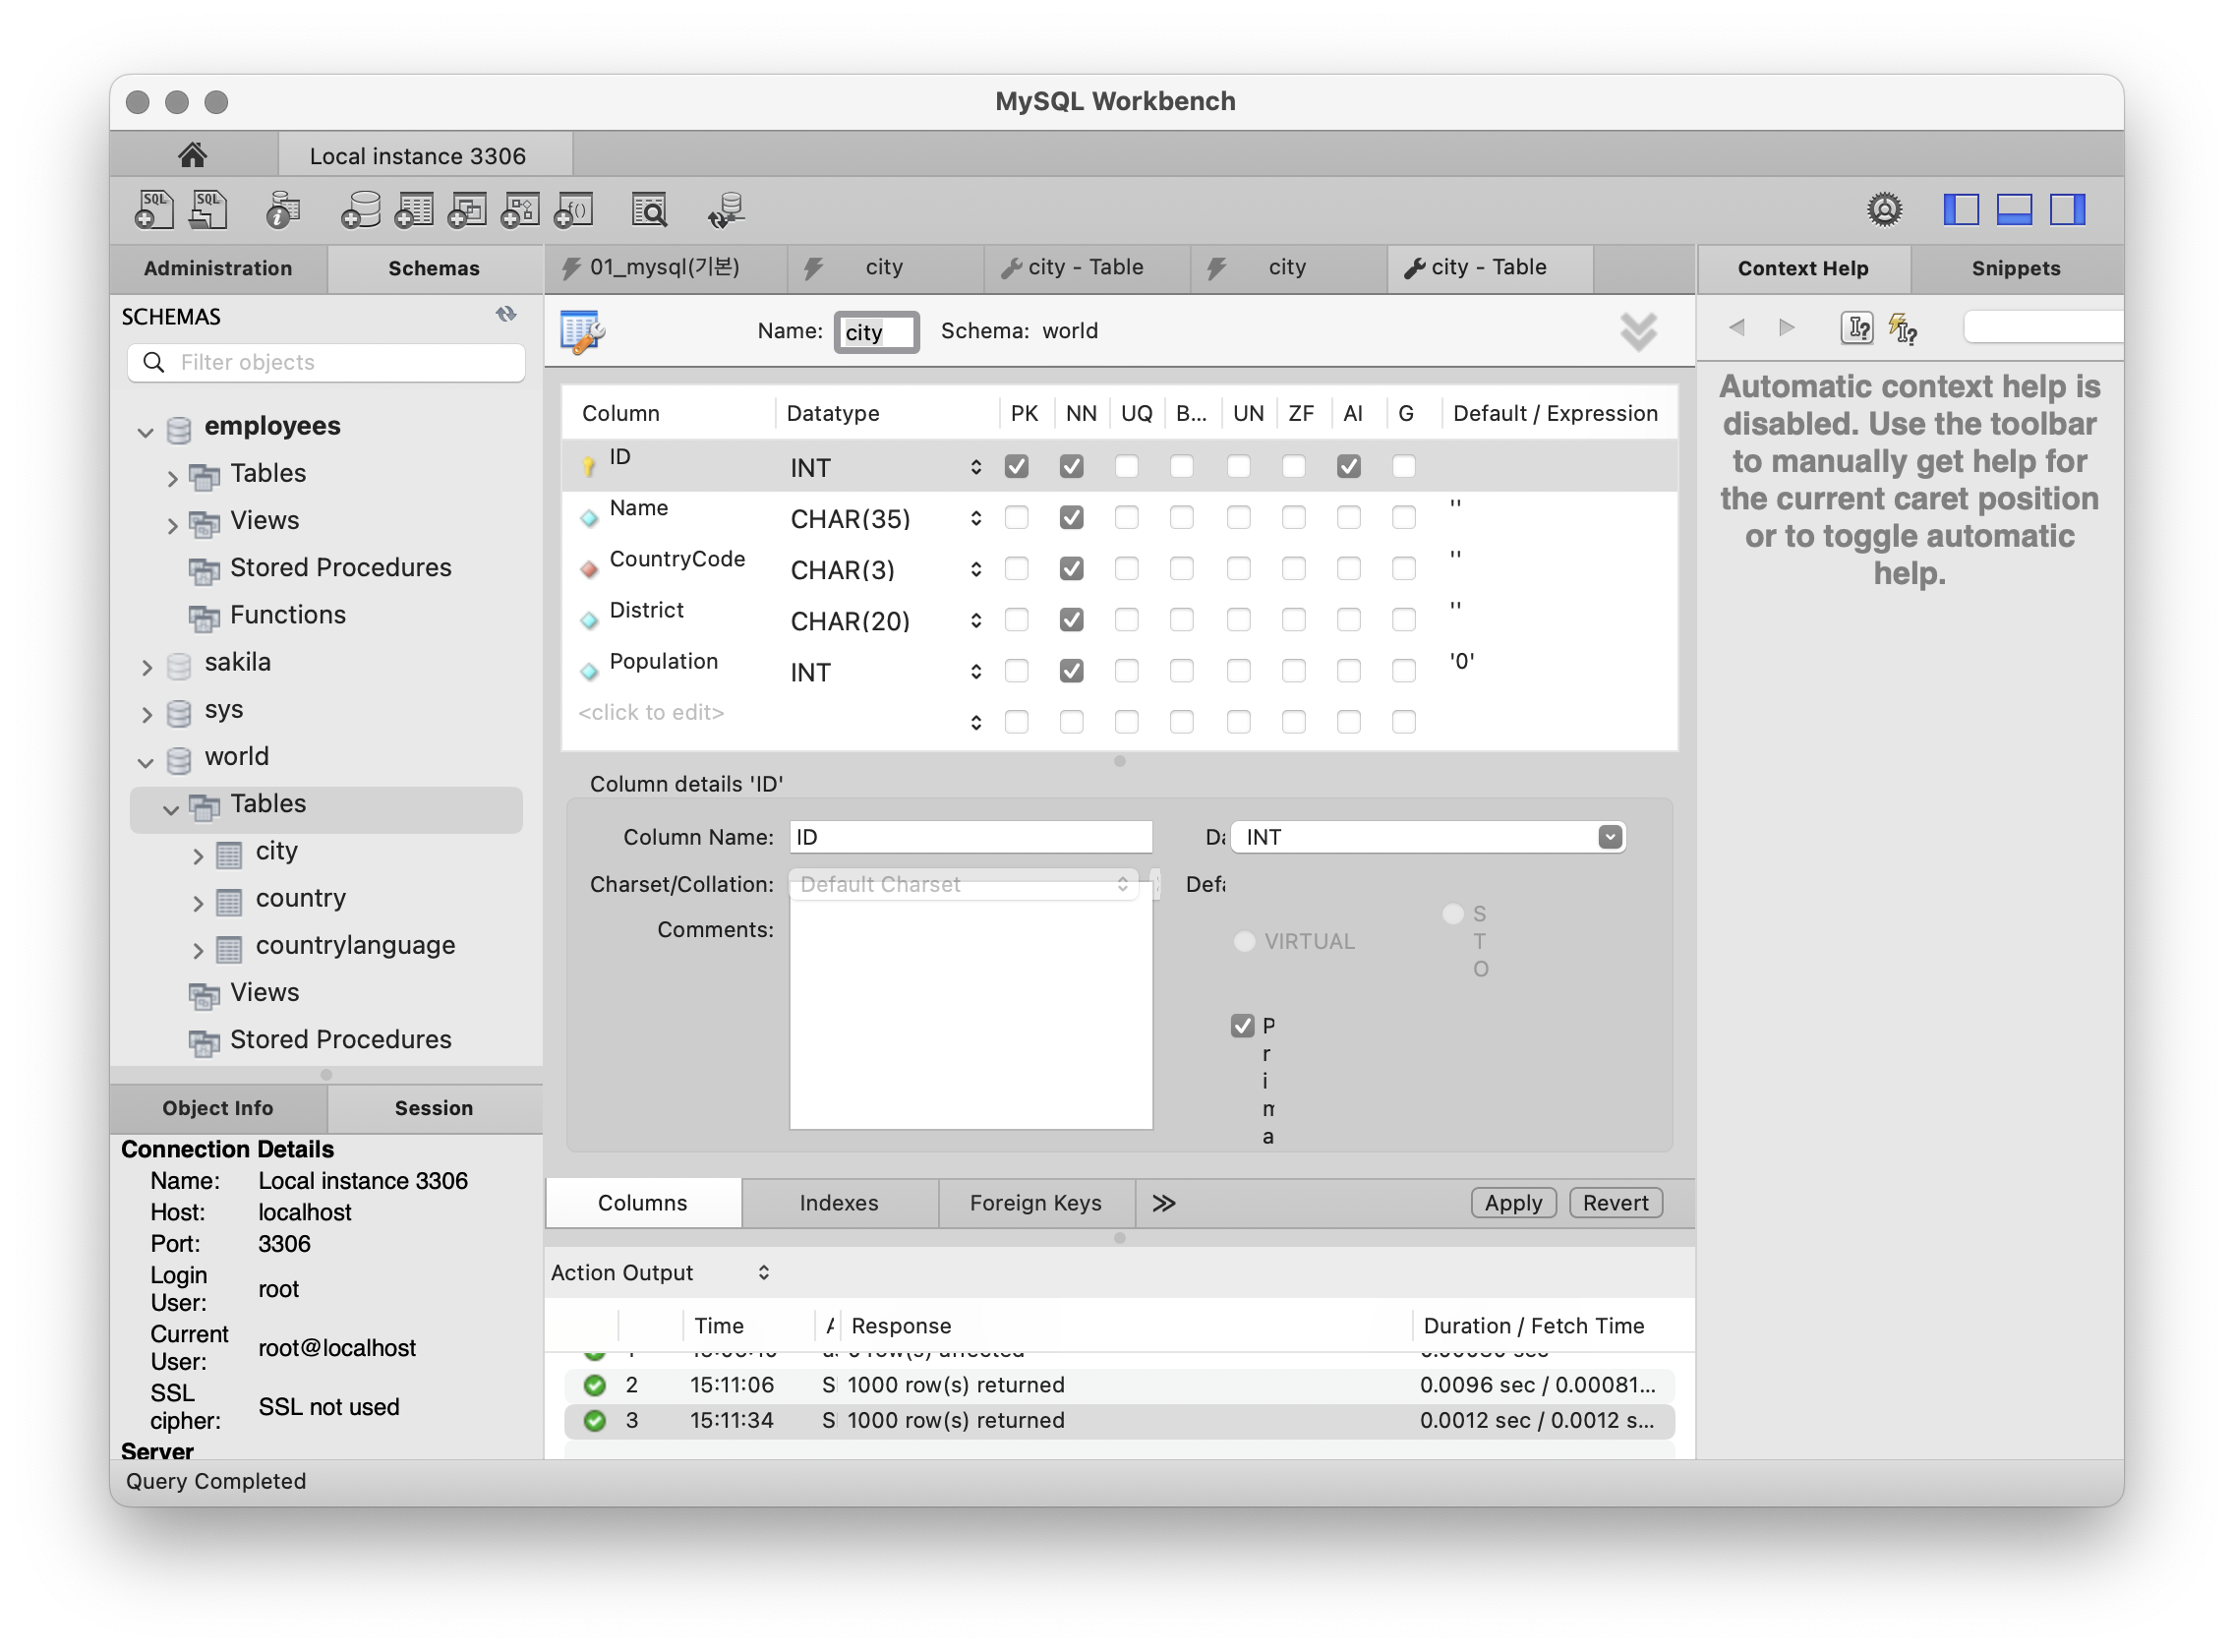 MySQL Workbench
Local instance 3306
Administration
Schemas
SCHEMAS
Filter objects
employees
Tables
Views
Stored Procedures
Functions
sakila
sys
world
Tables
city
country
countrylanguage
Views
Stored Procedures
Object Info
Session
Connection Details
Name: Local instance 3306
Host: localhost
Port: 3306
Login User: root
Current User: root@localhost
SSL cipher: SSL not used
Server
Query Completed
01_mysql(기본)
city
city - Table
city
city - Table
Name: city Schema: world
Column Datatype PK NN UQ B... UN ZF AI G Default / Expression
ID INT
Name CHAR(35) ''
CountryCode CHAR(3) ''
District CHAR(20) ''
Population INT '0'
<click to edit>
Column details 'ID'
Column Name: ID
INT
Charset/Collation: Default Charset
Defa
Comments:
VIRTUAL
S
T
O
P
r
i
m
a
Columns
Indexes
Foreign Keys
Apply
Revert
Action Output
Time Response Duration / Fetch Time
2 15:11:06 S 1000 row(s) returned 0.0096 sec / 0.00081...
3 15:11:34 S 1000 row(s) returned 0.0012 sec / 0.0012 s...
Context Help
Snippets
Automatic context help is
disabled. Use the toolbar
to manually get help for
the current caret position
or to toggle automatic
help.